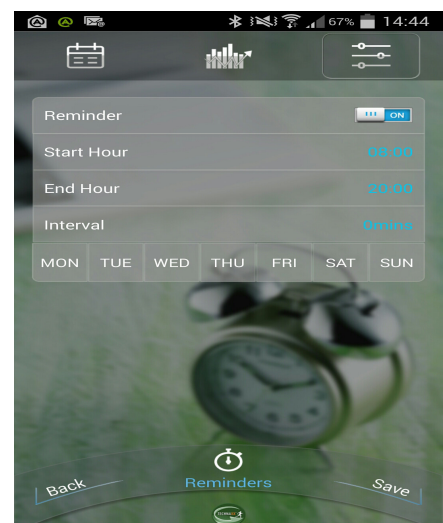 67% 14:44
Reminder ON
Start Hour 08:00
End Hour 20:00
Interval
MON TUE WED THU FRI SAT SUN
Back Reminders Save